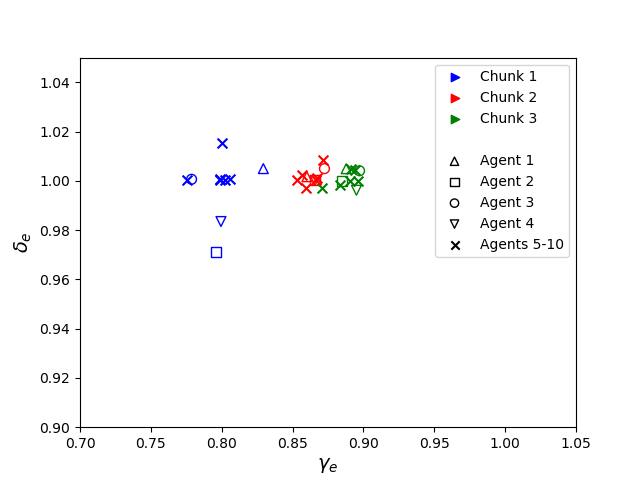 1.04
1.02
1.00
0.98
0.96
0.94
0.92
0.90
δe
0.70 0.75 0.80 0.85 0.90 0.95 1.00 1.05
γe
Chunk 1
Chunk 2
Chunk 3
Agent 1
Agent 2
Agent 3
Agent 4
Agents 5-10